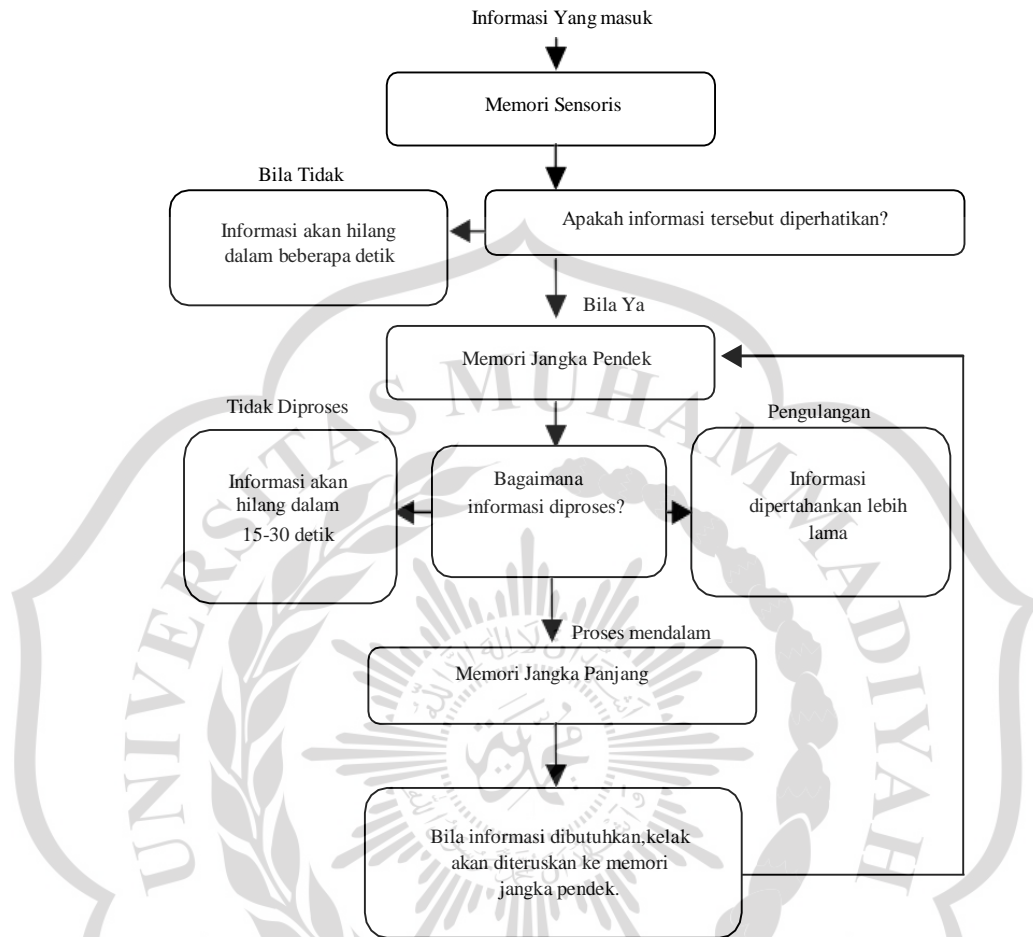 Informasi Yang masuk
Memori Sensoris
Bila Tidak
Apakah informasi tersebut diperhatikan?
Informasi akan hilang
dalam beberapa detik
Bila Ya
Memori Jangka Pendek
Tidak Diproses
Pengulangan
Informasi akan
hilang dalam
15-30 detik
Bagaimana
informasi diproses?
Informasi
dipertahankan lebih
lama
Proses mendalam
Memori Jangka Panjang
Bila informasi dibutuhkan,kelak
akan diteruskan ke memori
jangka pendek.
UNIVERSITAS MUHAMMADIYAH